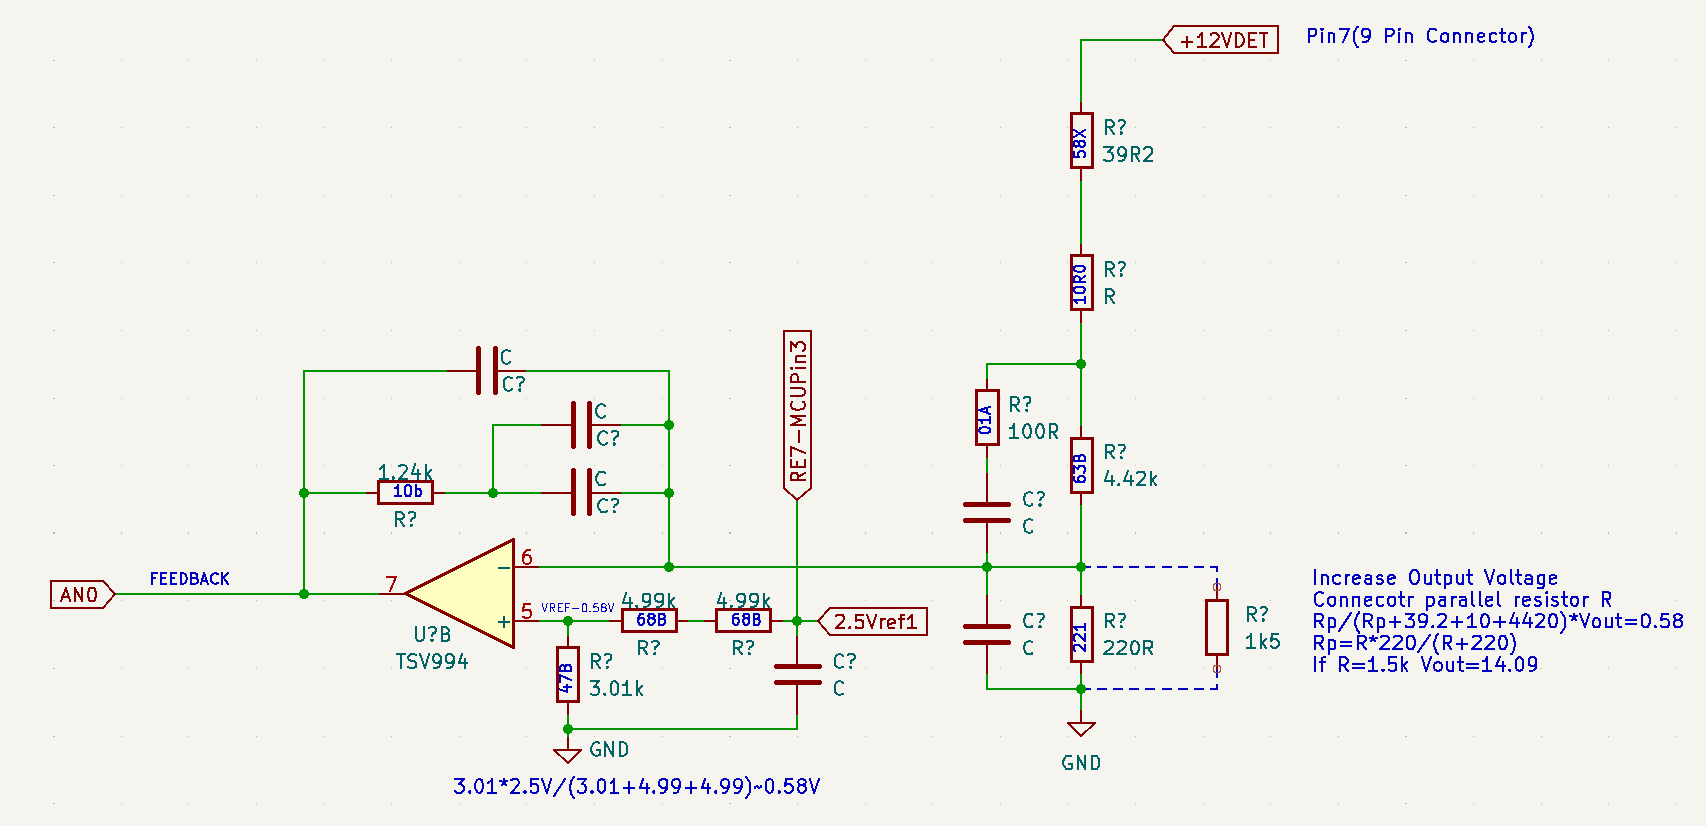 +12VDET
Pin7(9 Pin Connector)
58X
R?
39R2
10R0
R?
R
RE7-MCUPin3
C
C?
C
C?
C
C?
1.24k
10b
R?
01A
R?
100R
63B
R?
4.42k
C?
C
6
-
7
FEEDBACK
AN0
5
+
U?B
TSV994
VREF-0.58V
4.99k
68B
R?
4.99k
68B
R?
2.5Vref1
47B
R?
3.01k
C?
C
GND
3.01*2.5V/(3.01+4.99+4.99)~0.58V
C?
C
221
R?
220R
GND
R?
1k5
Increase Output Voltage
Connecotr parallel resistor R
Rp/(Rp+39.2+10+4420)*Vout=0.58
Rp=R*220/(R+220)
If R=1.5k Vout=14.09